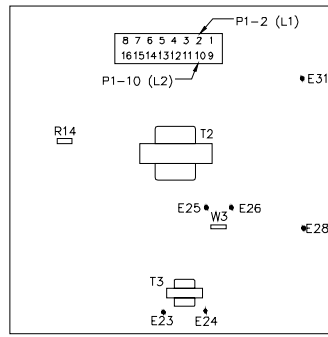 P1-2 (L1)
8 7 6 5 4 3 2 1
16 15 14 13 12 11 10 9
P1-10 (L2)
E31
R14
T2
E25 E26
W3
E28
T3
E23 E24